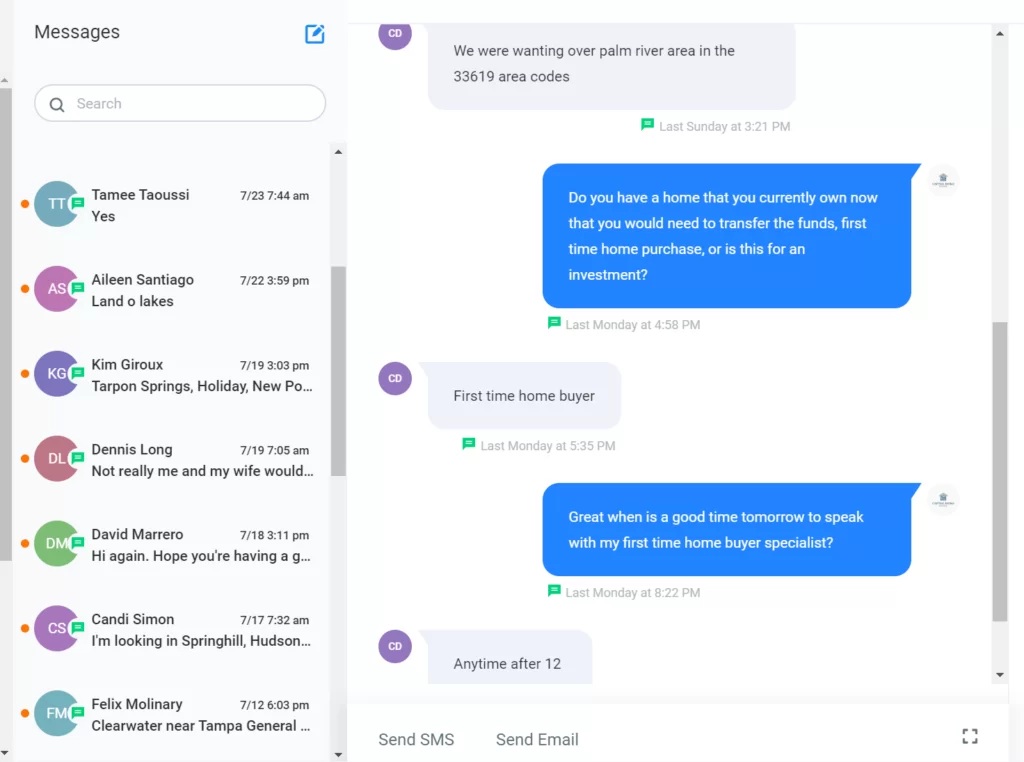 Messages
Search
TT
Tamee Taoussi
7/23 7:44 am
Yes
AS
Aileen Santiago
7/22 3:59 pm
Land o lakes
KG
Kim Giroux
7/19 3:03 pm
Tarpon Springs, Holiday, New Po...
DL
Dennis Long
7/19 7:05 am
Not really me and my wife would...
DM
David Marrero
7/18 3:11 pm
Hi again. Hope you're having a g...
CS
Candi Simon
7/17 7:32 am
I'm looking in Springhill, Hudson...
FM
Felix Molinary
7/12 6:03 pm
Clearwater near Tampa General ...
CD
We were wanting over palm river area in the
33619 area codes
Last Sunday at 3:21 PM
Do you have a home that you currently own now
that you would need to transfer the funds, first
time home purchase, or is this for an
investment?
Last Monday at 4:58 PM
CD
First time home buyer
Last Monday at 5:35 PM
Great when is a good time tomorrow to speak
with my first time home buyer specialist?
Last Monday at 8:22 PM
CD
Anytime after 12
Send SMS
Send Email